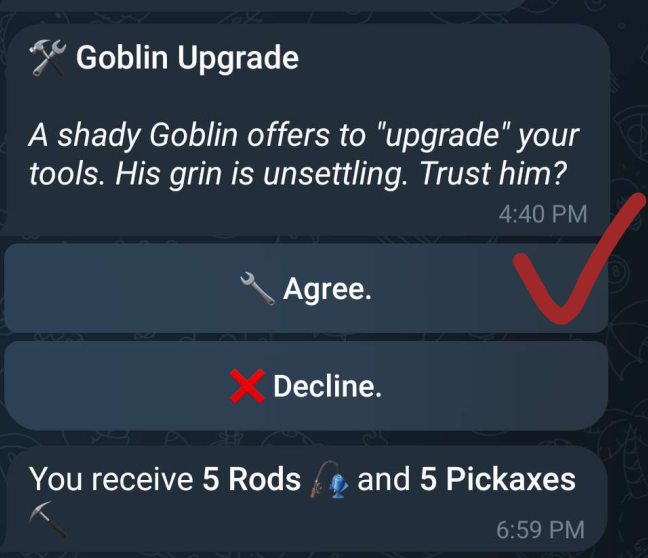 🛠️ Goblin Upgrade
A shady Goblin offers to "upgrade" your
tools. His grin is unsettling. Trust him?
4:40 PM
🔧 Agree.
❌ Decline.
You receive 5 Rods 🎣 and 5 Pickaxes
⛏️ 6:59 PM